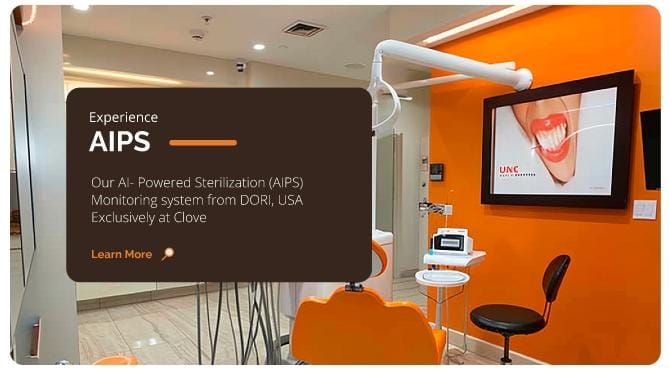 Experience
AIPS
Our AI- Powered Sterilization (AIPS)
Monitoring system from DORI, USA
Exclusively at Clove
Learn More
UNC